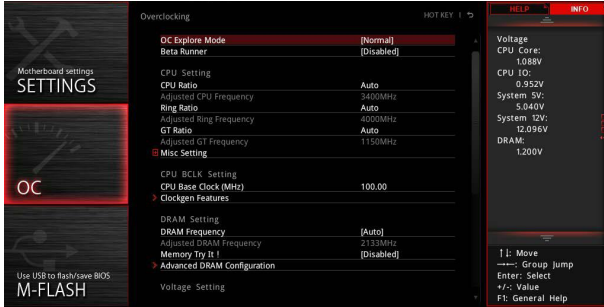 Overclocking
HOT KEY
HELP
INFO
Motherboard settings
SETTINGS
OC
Use USB to flash/save BIOS
M-FLASH
OC Explore Mode [Normal]
Beta Runner [Disabled]
CPU Setting
CPU Ratio Auto
Adjusted CPU Frequency 3400MHz
Ring Ratio Auto
Adjusted Ring Frequency 4000MHz
GT Ratio Auto
Adjusted GT Frequency 1150MHz
Misc Setting
CPU BCLK Setting
CPU Base Clock (MHz) 100.00
Clockgen Features
DRAM Setting
DRAM Frequency [Auto]
Adjusted DRAM Frequency 2133MHz
Memory Try It ! [Disabled]
Advanced DRAM Configuration
Voltage Setting
Voltage
CPU Core:
1.088V
CPU IO:
0.952V
System 5V:
5.040V
System 12V:
12.096V
DRAM:
1.200V
↑↓: Move
→←: Group Jump
Enter: Select
+/-: Value
F1: General Help